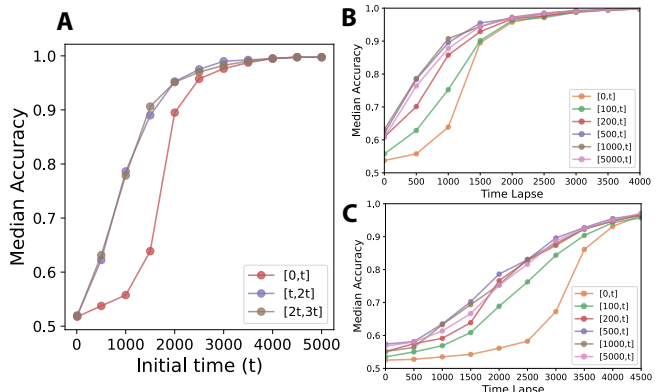 A
Median Accuracy
1.0
0.9
0.8
0.7
0.6
0.5
[0,t]
[t,2t]
[2t,3t]
0 1000 2000 3000 4000 5000
Initial time (t)
B
Median Accuracy
1.0
0.9
0.8
0.7
0.6
0.5
[0,t]
[100,t]
[200,t]
[500,t]
[1000,t]
[5000,t]
0 500 1000 1500 2000 2500 3000 3500 4000
Time Lapse
C
Median Accuracy
1.0
0.9
0.8
0.7
0.6
0.5
[0,t]
[100,t]
[200,t]
[500,t]
[1000,t]
[5000,t]
0 500 1000 1500 2000 2500 3000 3500 4000 4500
Time Lapse